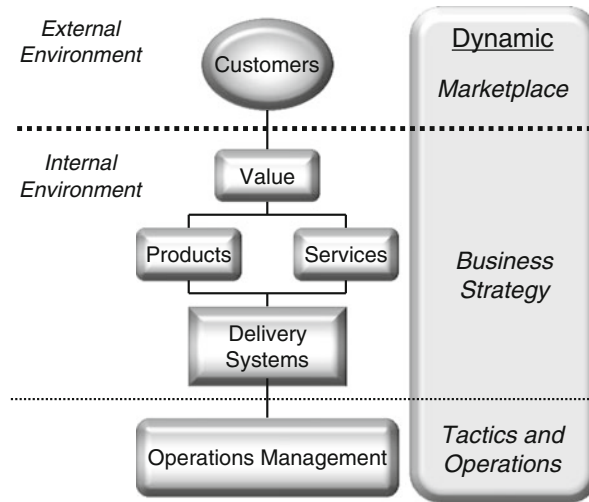 External
Environment
Customers
Dynamic
Marketplace
Internal
Environment
Value
Products
Services
Business
Strategy
Delivery
Systems
Operations Management
Tactics and
Operations